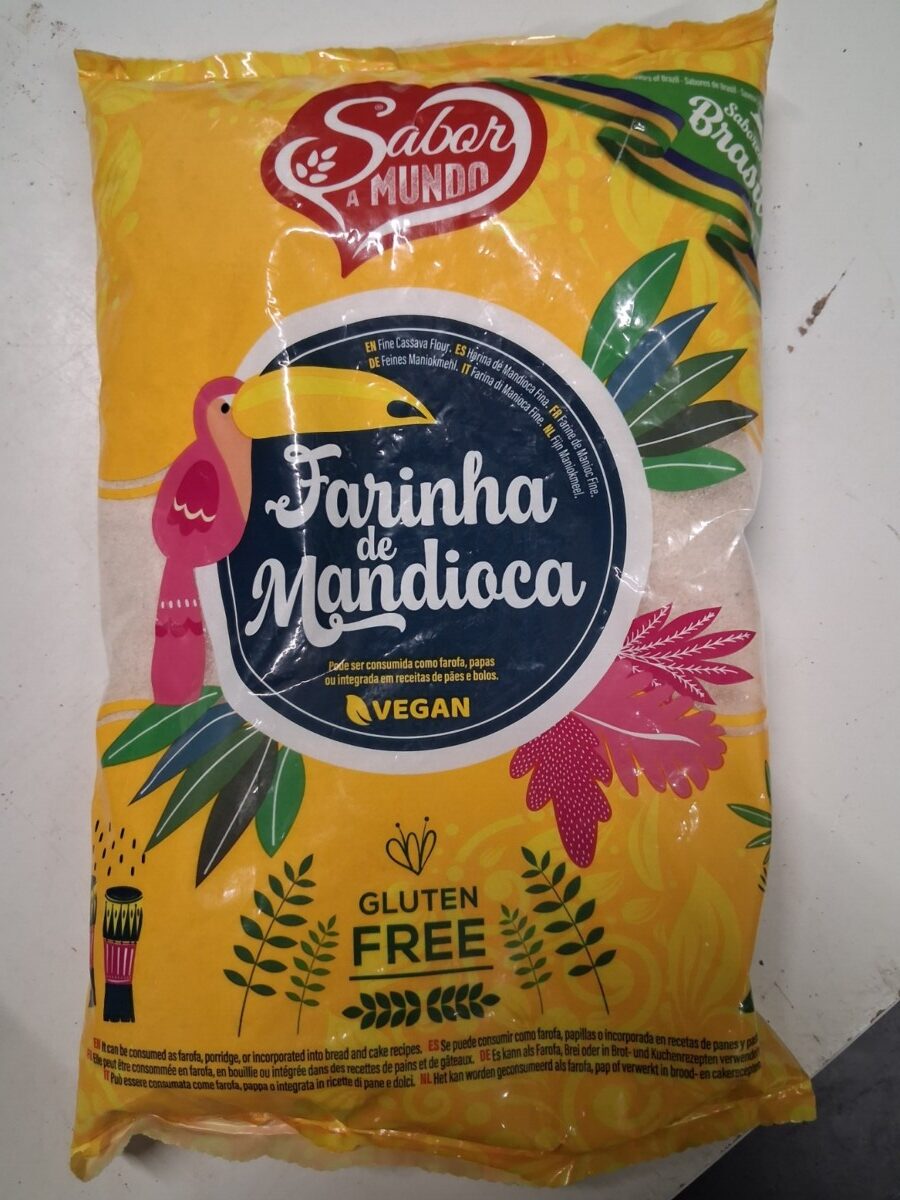 Sabor
A MUNDO
of Brazil - Sabores do Brasil
Brasil
EN Fine Cassava Flour. ES Harina de Mandioca Fina. FR Farine de Manioc Fine.
DE Feines Maniokmehl. IT Farina di Manioca Fine. NL Fijn Maniokmeel.
Farinha
de
Mandioca
Pode ser consumida como farofa, papas
ou integrada em receitas de pães e bolos.
VEGAN
GLUTEN
FREE
EN It can be consumed as farofa, porridge, or incorporated into bread and cake recipes. ES Se puede consumir como farofa, papillas o incorporada en recetas de panes y
FR Elle peut être consommée en farofa, en bouillie ou intégrée dans des recettes de pains et de gâteaux. DE Es kann als Farofa, Brei oder in Brot- und Kuchenrezepten verwendet
IT Può essere consumata come farofa, pappa o integrata in ricette di pane e dolci. NL Het kan worden geconsumeerd als farofa, pap of verwerkt in brood- en cakerecepten